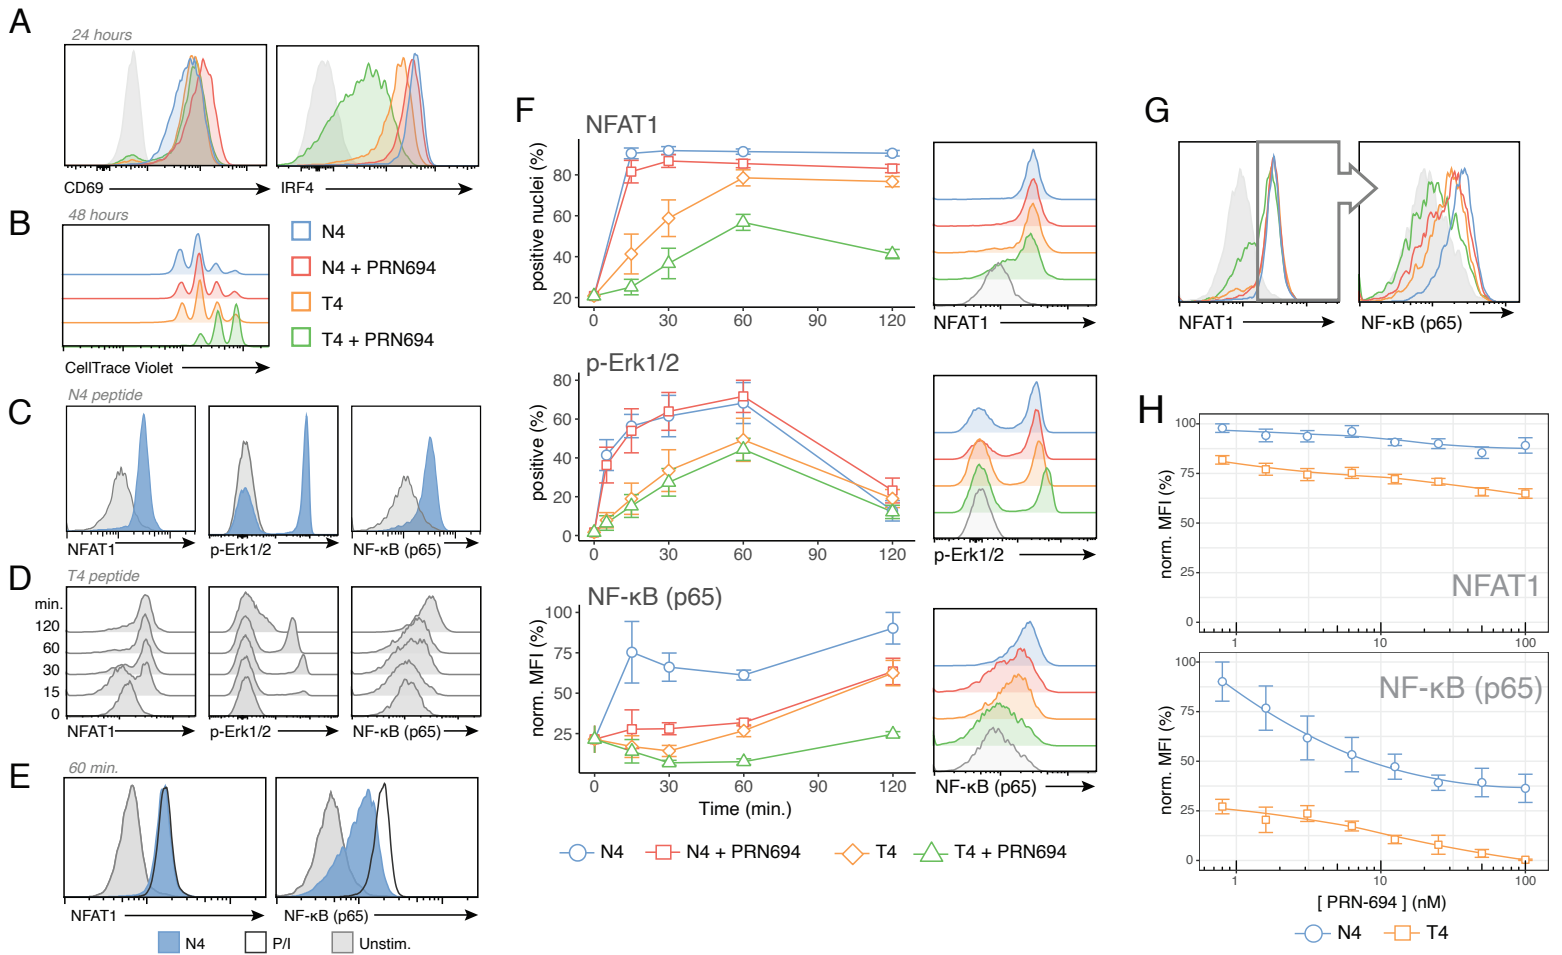 A
24 hours
CD69
IRF4
B
48 hours
CellTrace Violet
N4
N4 + PRN694
T4
T4 + PRN694
C
N4 peptide
NFAT1
p-Erk1/2
NF-κB (p65)
D
T4 peptide
min.
120
60
30
15
0
NFAT1
p-Erk1/2
NF-κB (p65)
E
60 min.
NFAT1
NF-κB (p65)
N4
P/I
Unstim.
F
NFAT1
positive nuclei (%)
80
60
40
20
0 30 60 90 120
NFAT1
p-Erk1/2
positive (%)
80
60
40
20
0
0 30 60 90 120
p-Erk1/2
NF-κB (p65)
norm. MFI (%)
100
75
50
25
0 30 60 90 120
Time (min.)
NF-κB (p65)
N4
N4 + PRN694
T4
T4 + PRN694
G
NFAT1
NF-κB (p65)
H
norm. MFI (%)
100
75
50
25
0
NFAT1
1 10 100
norm. MFI (%)
100
75
50
25
0
NF-κB (p65)
1 10 100
[ PRN-694 ] (nM)
N4
T4